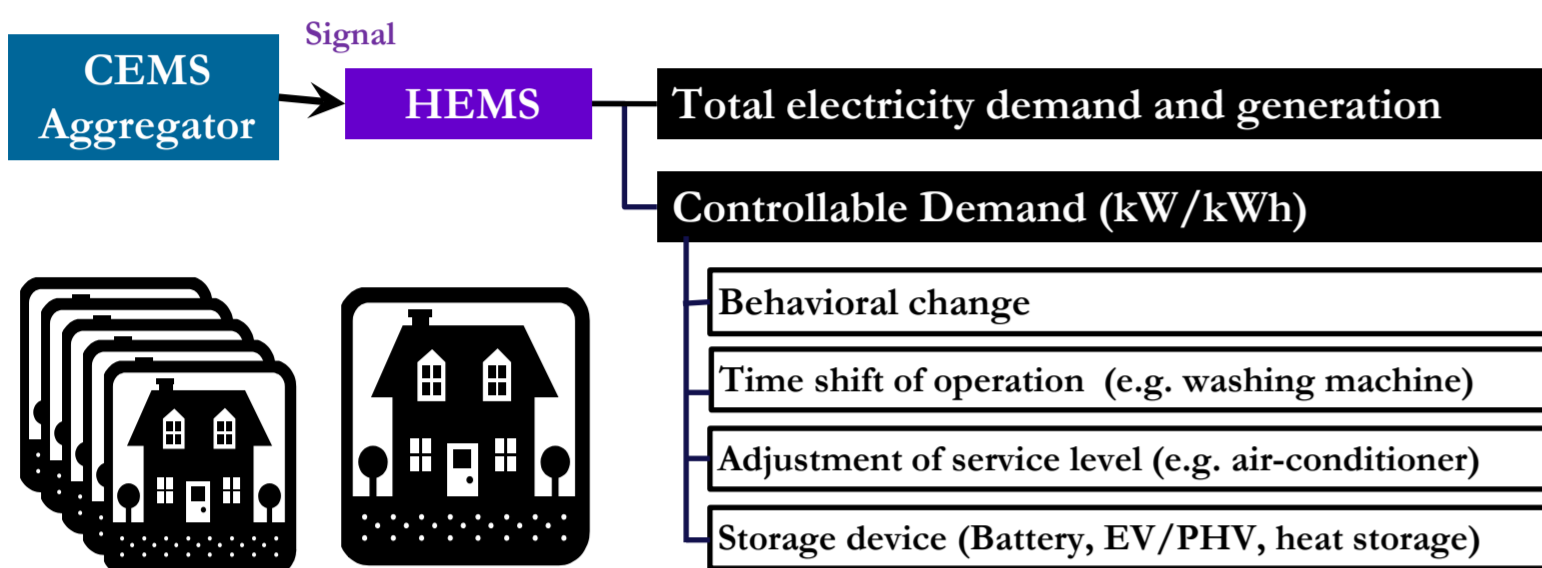 Signal
CEMS
Aggregator
HEMS
Total electricity demand and generation
Controllable Demand (kW/kWh)
Behavioral change
Time shift of operation (e.g. washing machine)
Adjustment of service level (e.g. air-conditioner)
Storage device (Battery, EV/PHV, heat storage)